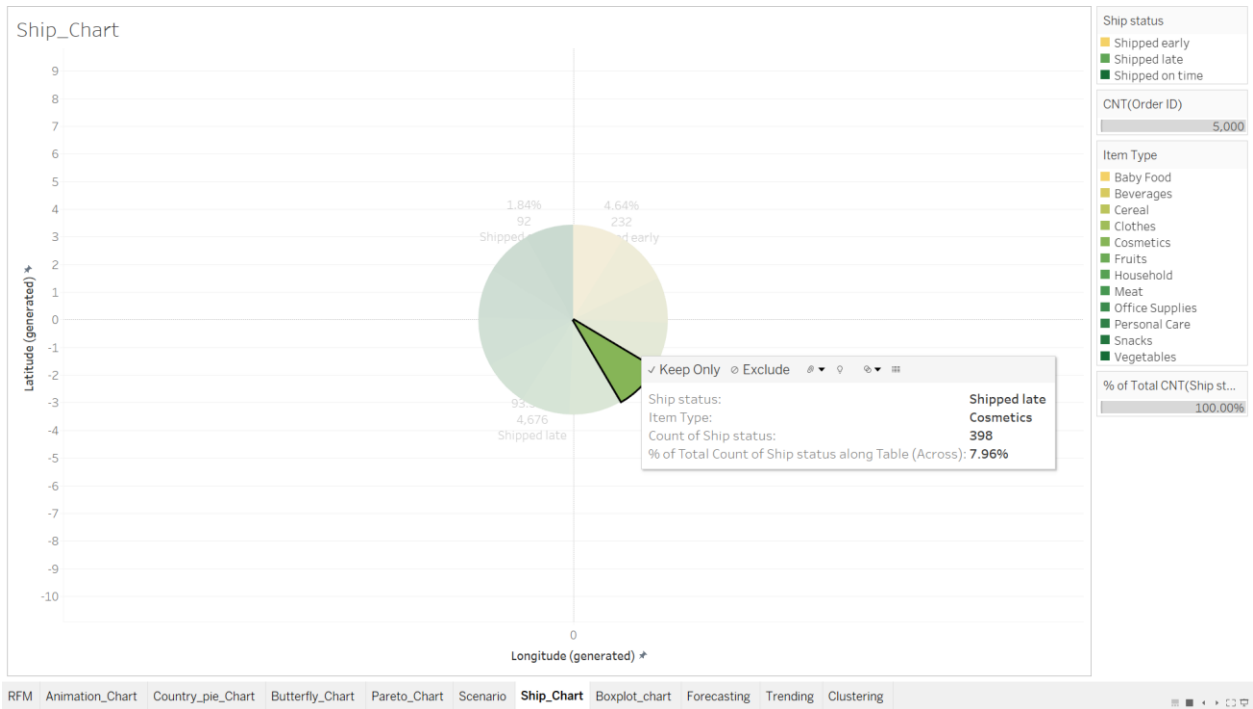 Ship_Chart
9
8
7
6
5
4
3
2
1
0
-1
-2
-3
-4
-5
-6
-7
-8
-9
-10
Latitude (generated)
1.84%
92
Shipped
4.64%
232
early
4,676
Shipped late
Keep Only Exclude
Ship status: Shipped late
Item Type: Cosmetics
Count of Ship status: 398
% of Total Count of Ship status along Table (Across): 7.96%
0
Longitude (generated)
Ship status
Shipped early
Shipped late
Shipped on time
CNT(Order ID)
5,000
Item Type
Baby Food
Beverages
Cereal
Clothes
Cosmetics
Fruits
Household
Meat
Office Supplies
Personal Care
Snacks
Vegetables
% of Total CNT(Ship st...
100.00%
RFM Animation_Chart Country_pie_Chart Butterfly_Chart Pareto_Chart Scenario Ship_Chart Boxplot_chart Forecasting Trending Clustering